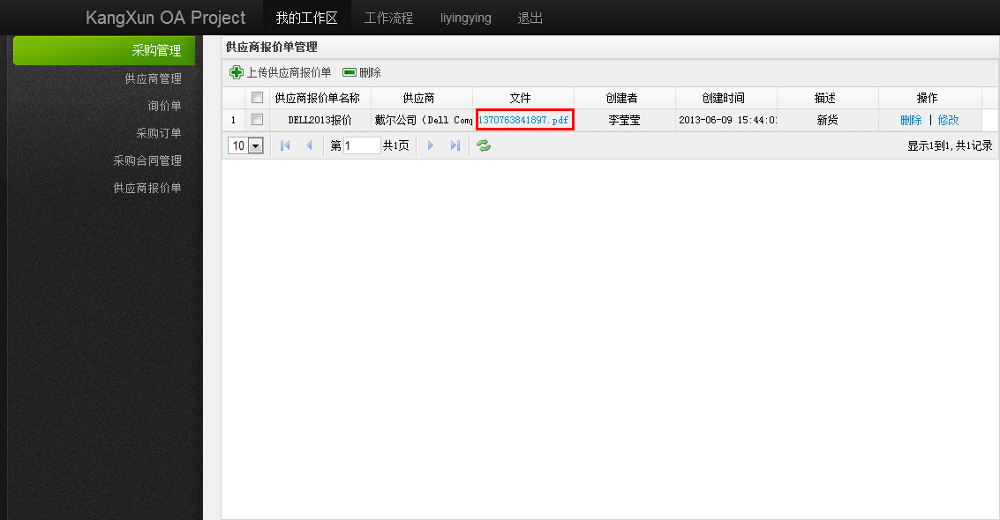 KangXun OA Project 我的工作区 工作流程 liyingying 退出
采购管理
供应商管理
询价单
采购订单
采购合同管理
供应商报价单
供应商报价单管理
上传供应商报价单 删除
供应商报价单名称 供应商 文件 创建者 创建时间 描述 操作
1 DELL2013报价 戴尔公司（Dell Comp 1370763841897.pdf 李莹莹 2013-06-09 15:44:0 新货 删除 | 修改
10 第 1 共1页 显示1到1,共1记录